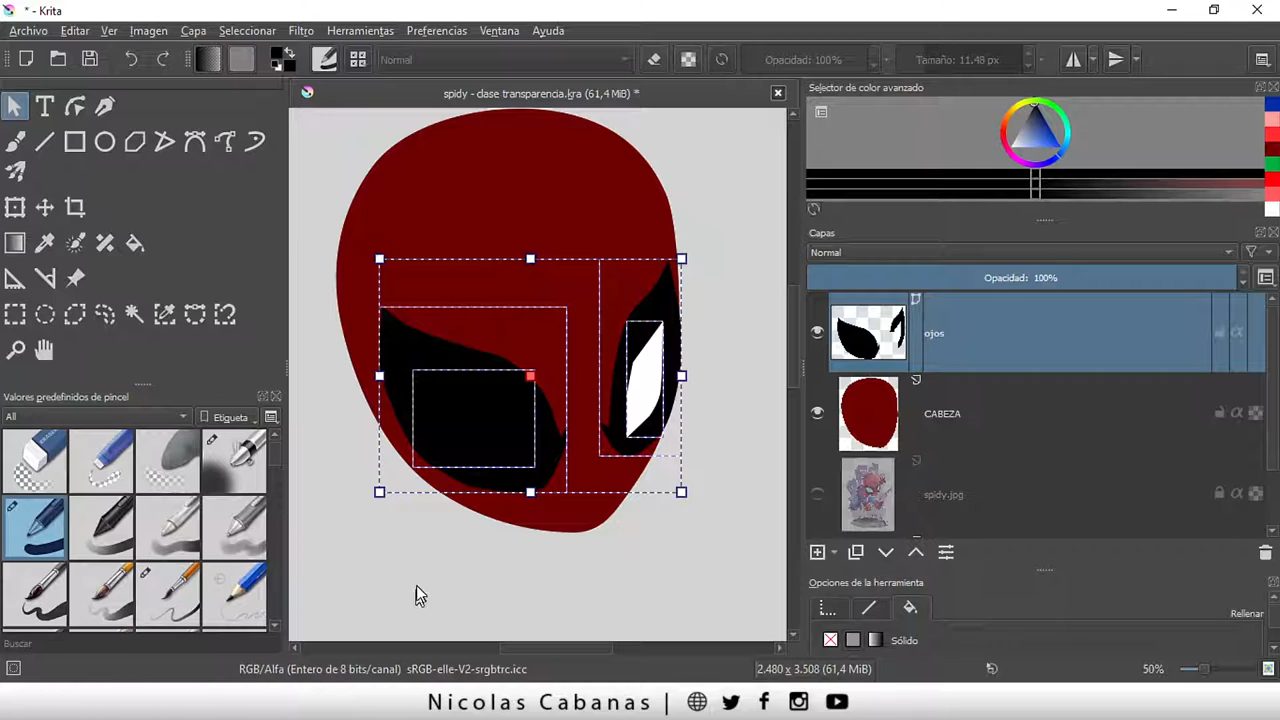 * - Krita
Archivo Editar Ver Imagen Capa Seleccionar Filtro Herramientas Preferencias Ventana Ayuda
Normal
Opacidad: 100%
Tamaño: 11.48 px
spidy - clase transparencia.kra (61,4 MiB) *
Selector de color avanzado
Capas
Normal
Opacidad: 100%
ojos
CABEZA
spidy.jpg
Valores predefinidos de pincel
All
Etiqueta
Buscar
Opciones de la herramienta
Rellenar
Sólido
RGB/Alfa (Entero de 8 bits/canal) sRGB-elle-V2-srgbtrc.icc
2.480 x 3.508 (61,4 MiB)
50%
Nicolas Cabanas |